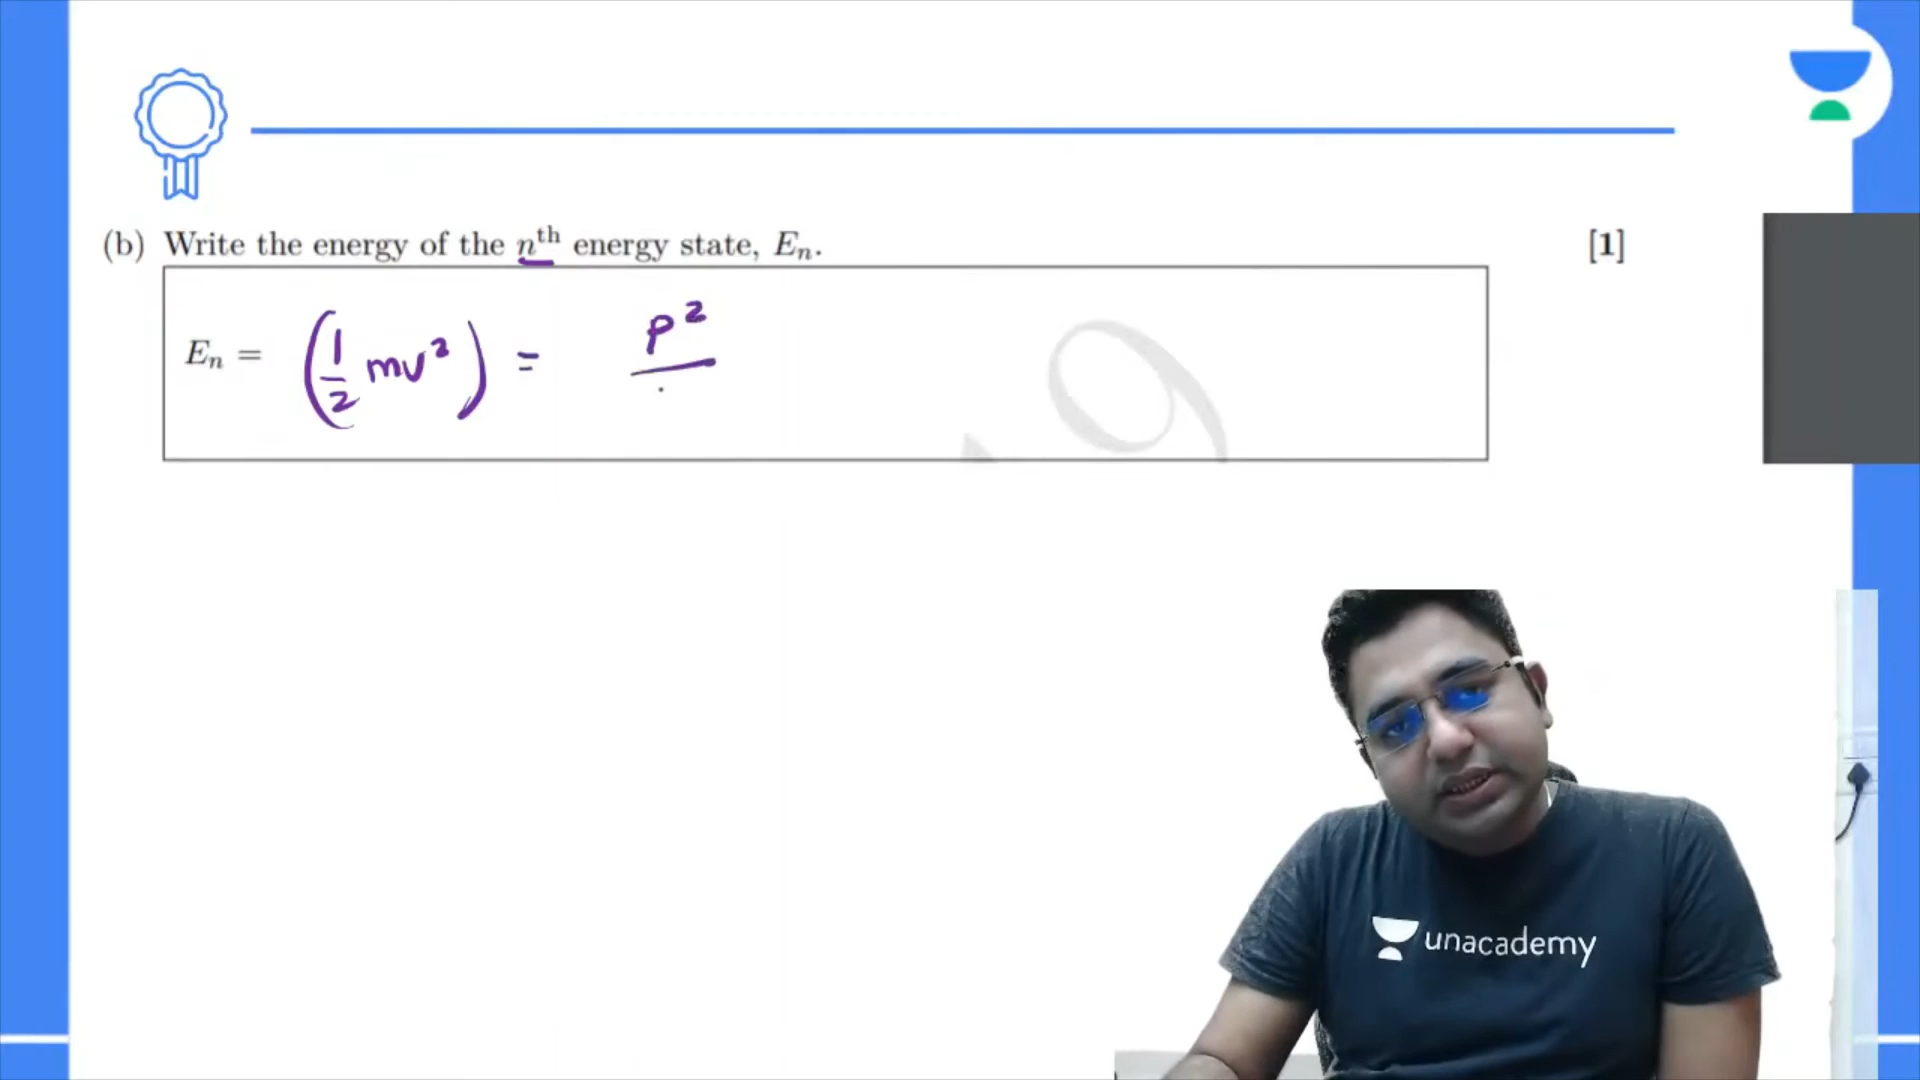 (b) Write the energy of the nth energy state, En. [1]
En = (1/2 mv²) = p²/
unacademy